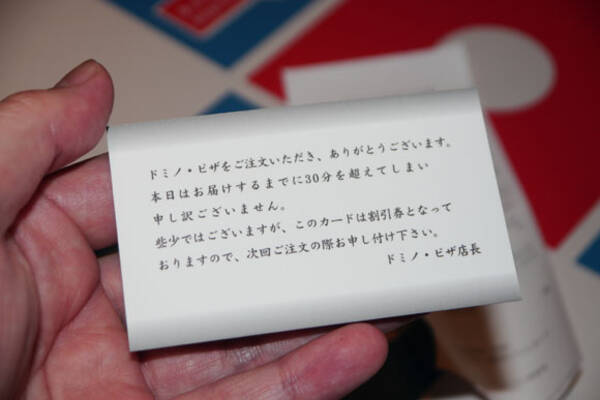 ドミノ・ピザをご注文いただき、ありがとうございます。
本日はお届けするまでに30分を超えてしまい
申し訳ございません。
些少ではございますが、このカードは割引券となって
おりますので、次回ご注文の際お申し付け下さい。
ドミノ・ピザ店長